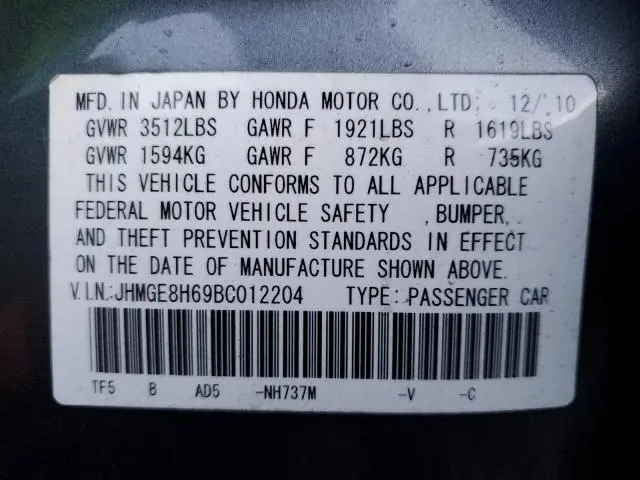 MFD. IN JAPAN BY HONDA MOTOR CO.,LTD. 12/'10
GVWR 3512LBS GAWR F 1921LBS R 1619LBS
GVWR 1594KG GAWR F 872KG R 735KG
THIS VEHICLE CONFORMS TO ALL APPLICABLE
FEDERAL MOTOR VEHICLE SAFETY ,BUMPER,
AND THEFT PREVENTION STANDARDS IN EFFECT
ON THE DATE OF MANUFACTURE SHOWN ABOVE.
V.I.N:JHMGE8H69BC012204 TYPE:PASSENGER CAR
TF5 B AD5 -NH737M -V -C